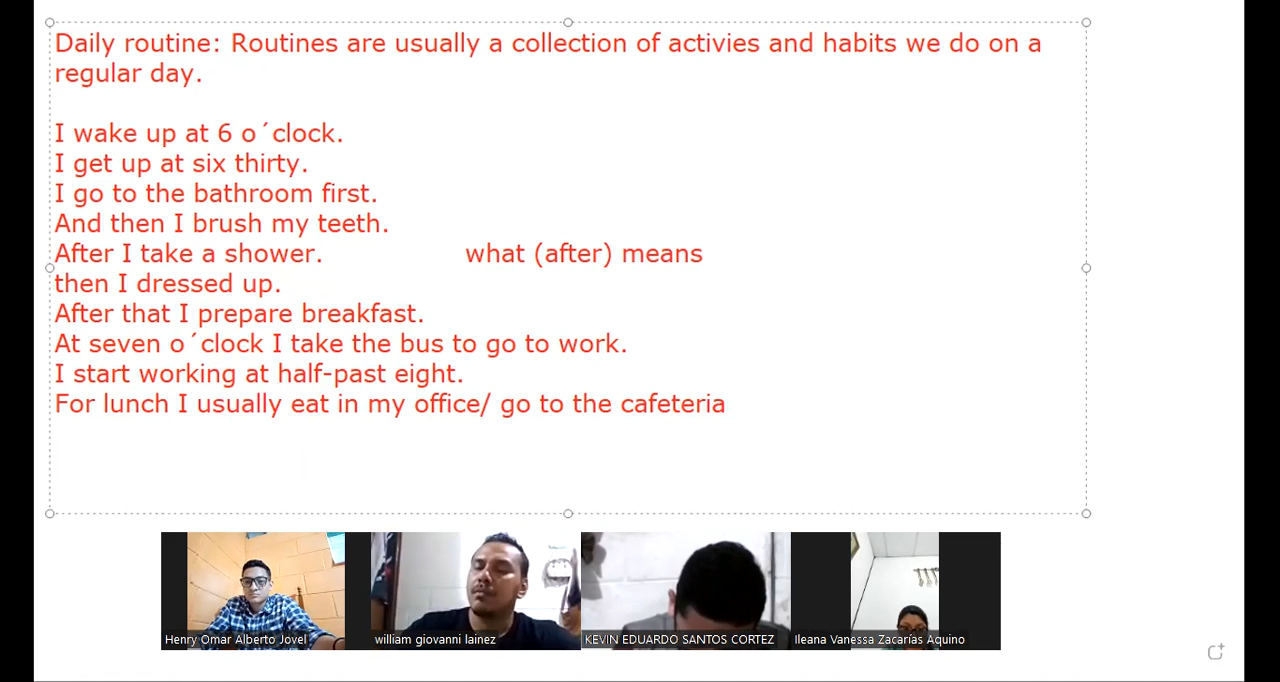 Daily routine: Routines are usually a collection of activies and habits we do on a
regular day.
I wake up at 6 o´clock.
I get up at six thirty.
I go to the bathroom first.
And then I brush my teeth.
After I take a shower. what (after) means
then I dressed up.
After that I prepare breakfast.
At seven o´clock I take the bus to go to work.
I start working at half-past eight.
For lunch I usually eat in my office/ go to the cafeteria
Henry Omar Alberto Jovel
william giovanni lainez
KEVIN EDUARDO SANTOS CORTEZ
Ileana Vanessa Zacarías Aquino